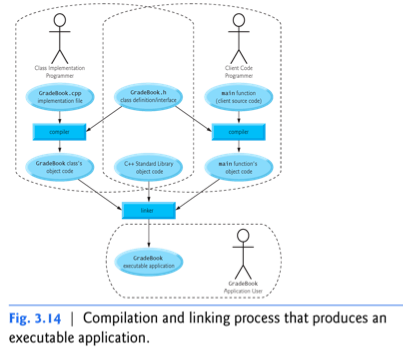 Class Implementation
Programmer
Client Code
Programmer
GradeBook.cpp
implementation file
GradeBook.h
class definition/interface
main function
(client source code)
compiler
compiler
GradeBook class's
object code
C++ Standard Library
object code
main function's
object code
linker
GradeBook
executable application
GradeBook
Application User
Fig. 3.14 | Compilation and linking process that produces an
executable application.